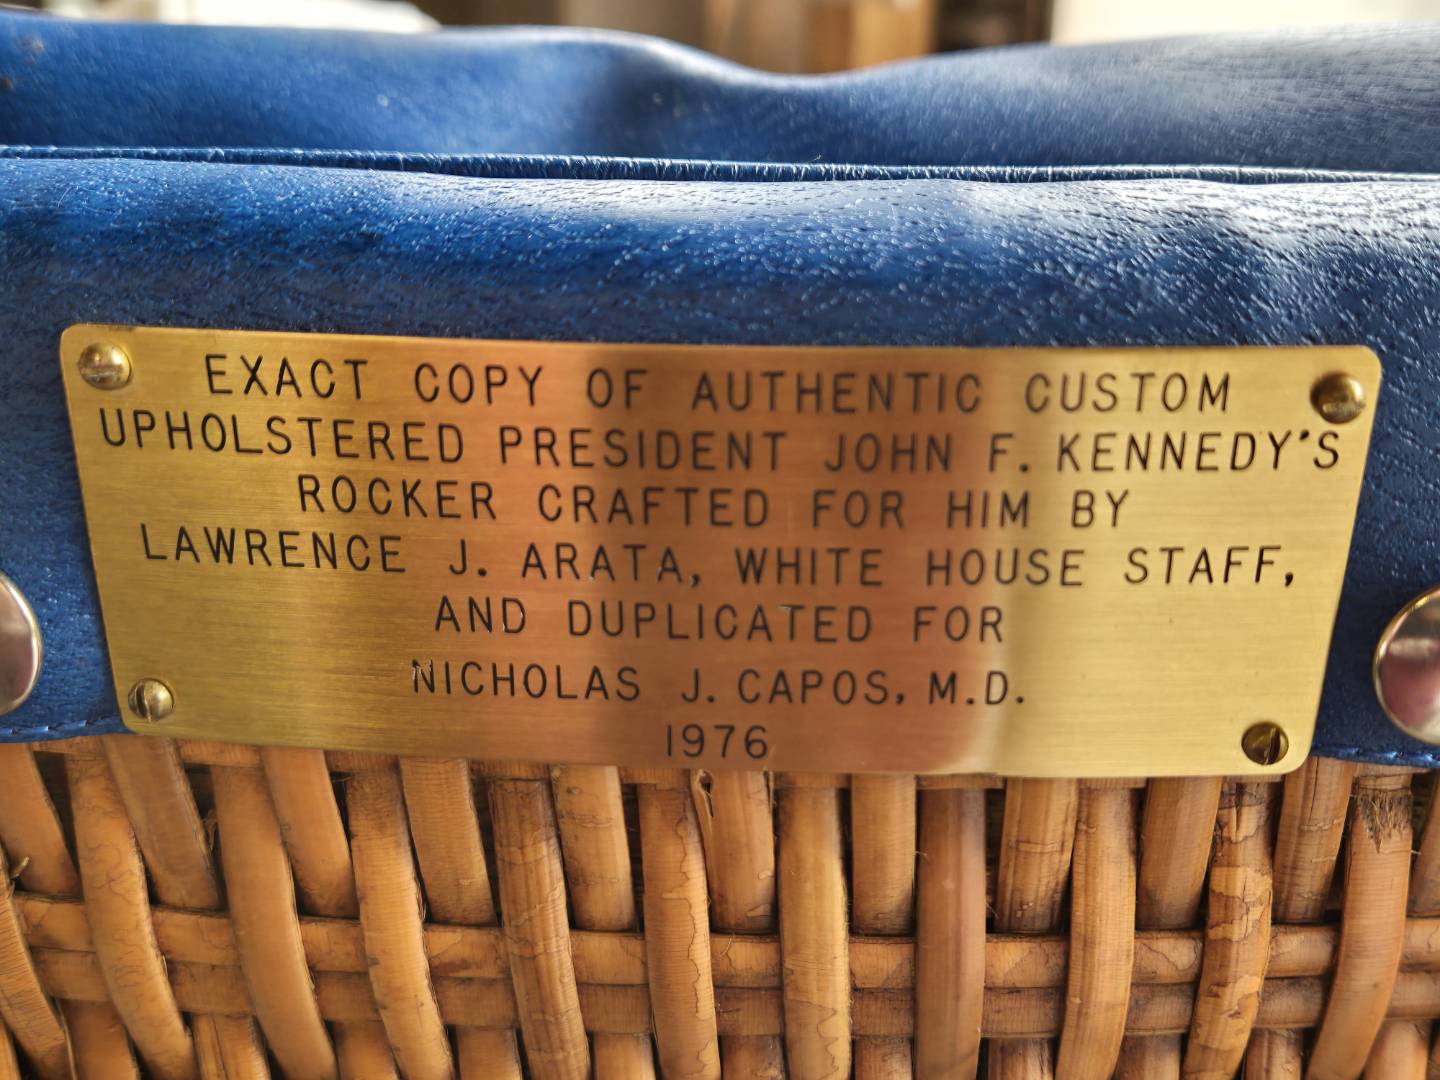 EXACT COPY OF AUTHENTIC CUSTOM
UPHOLSTERED PRESIDENT JOHN F. KENNEDY'S
ROCKER CRAFTED FOR HIM BY
LAWRENCE J. ARATA, WHITE HOUSE STAFF,
AND DUPLICATED FOR
NICHOLAS J. CAPOS, M.D.
1976